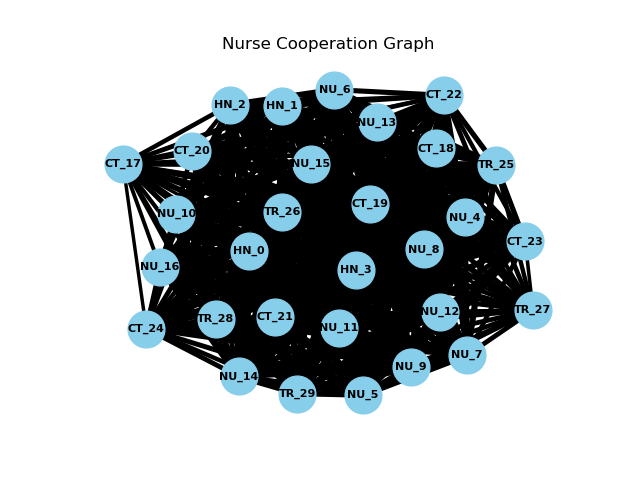 Nurse Cooperation Graph
NU_6
CT_22
HN_2
HN_1
NU_13
CT_18
CT_20
CT_17
NU_15
TR_25
CT_19
TR_26
NU_10
NU_4
CT_23
NU_8
HN_0
NU_16
HN_3
TR_27
NU_12
CT_21
TR_28
NU_11
CT_24
NU_7
NU_9
NU_14
TR_29
NU_5